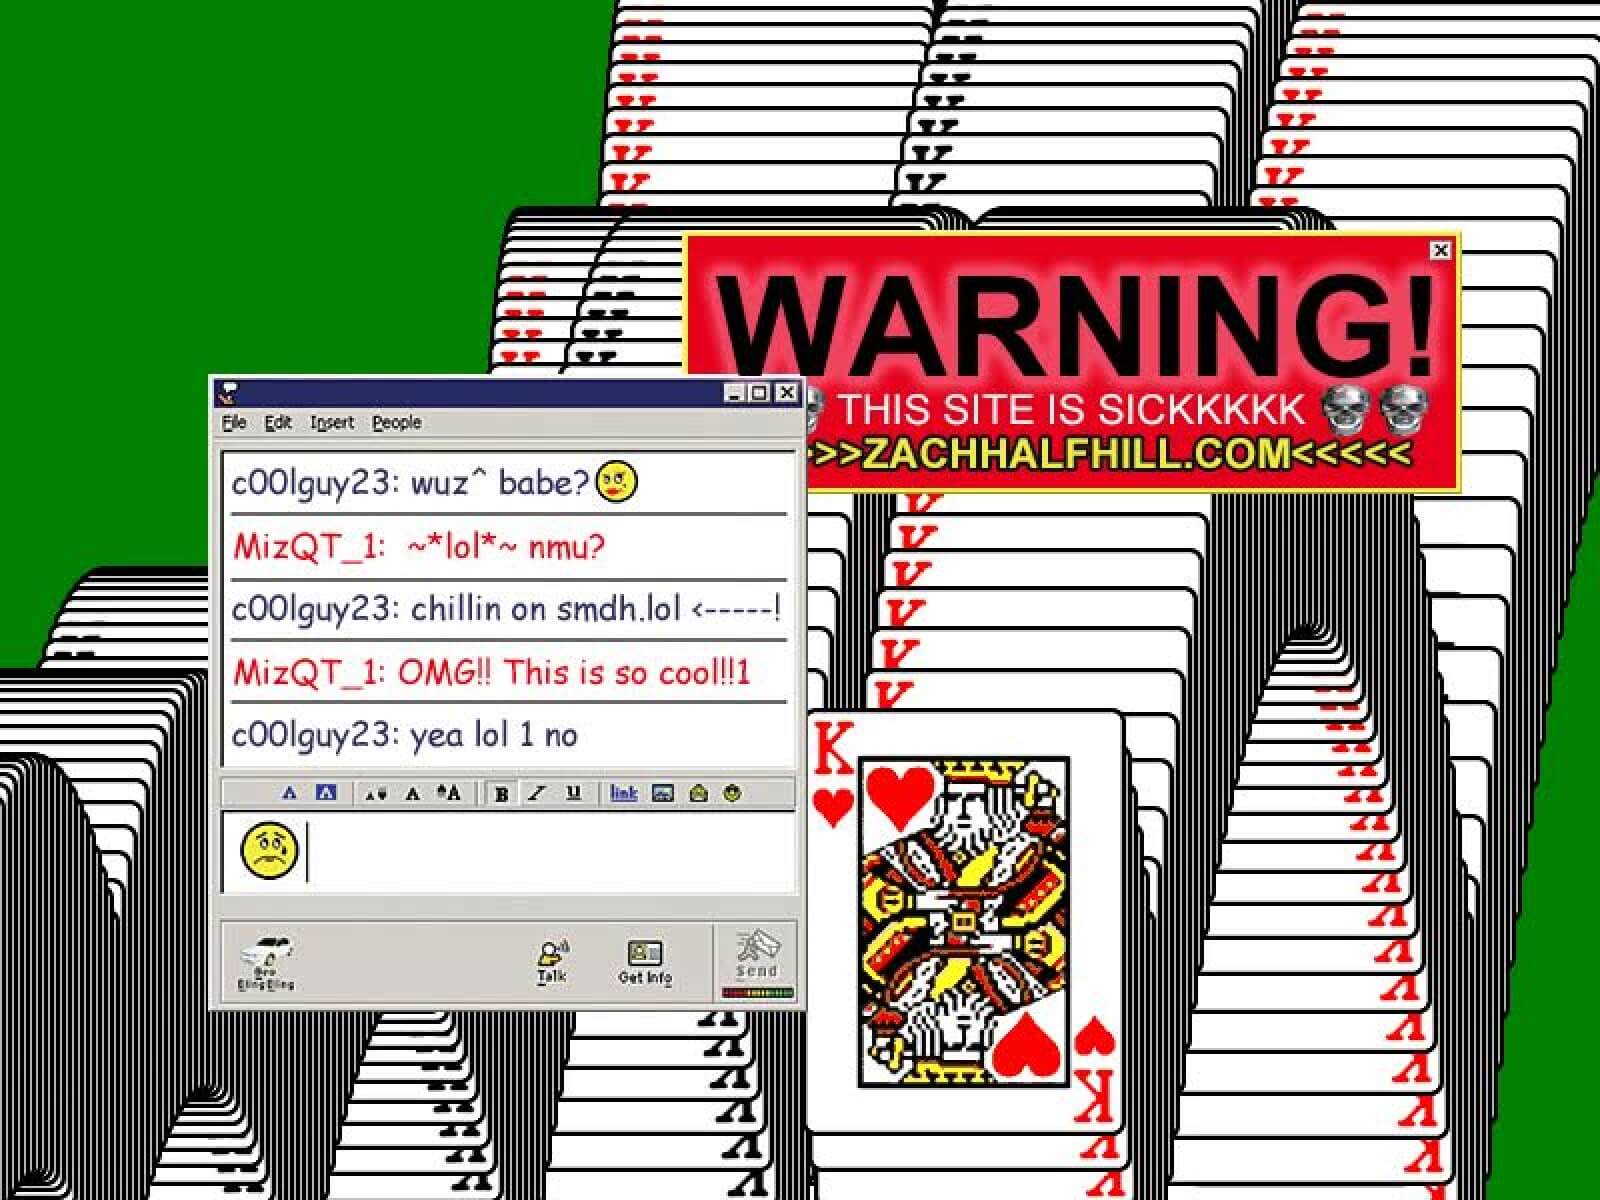 WARNING!
THIS SITE IS SICKKKKK
>>ZACHHALFHILL.COM<<<<<
File Edit Insert People
c00lguy23: wuz^ babe?
MizQT_1: ~*lol*~ nmu?
c00lguy23: chillin on smdh.lol <-----!
MizQT_1: OMG!! This is so cool!!1
c00lguy23: yea lol 1 no
A A A A A B I U link
Talk Get Info Send
BlingBling
K
K